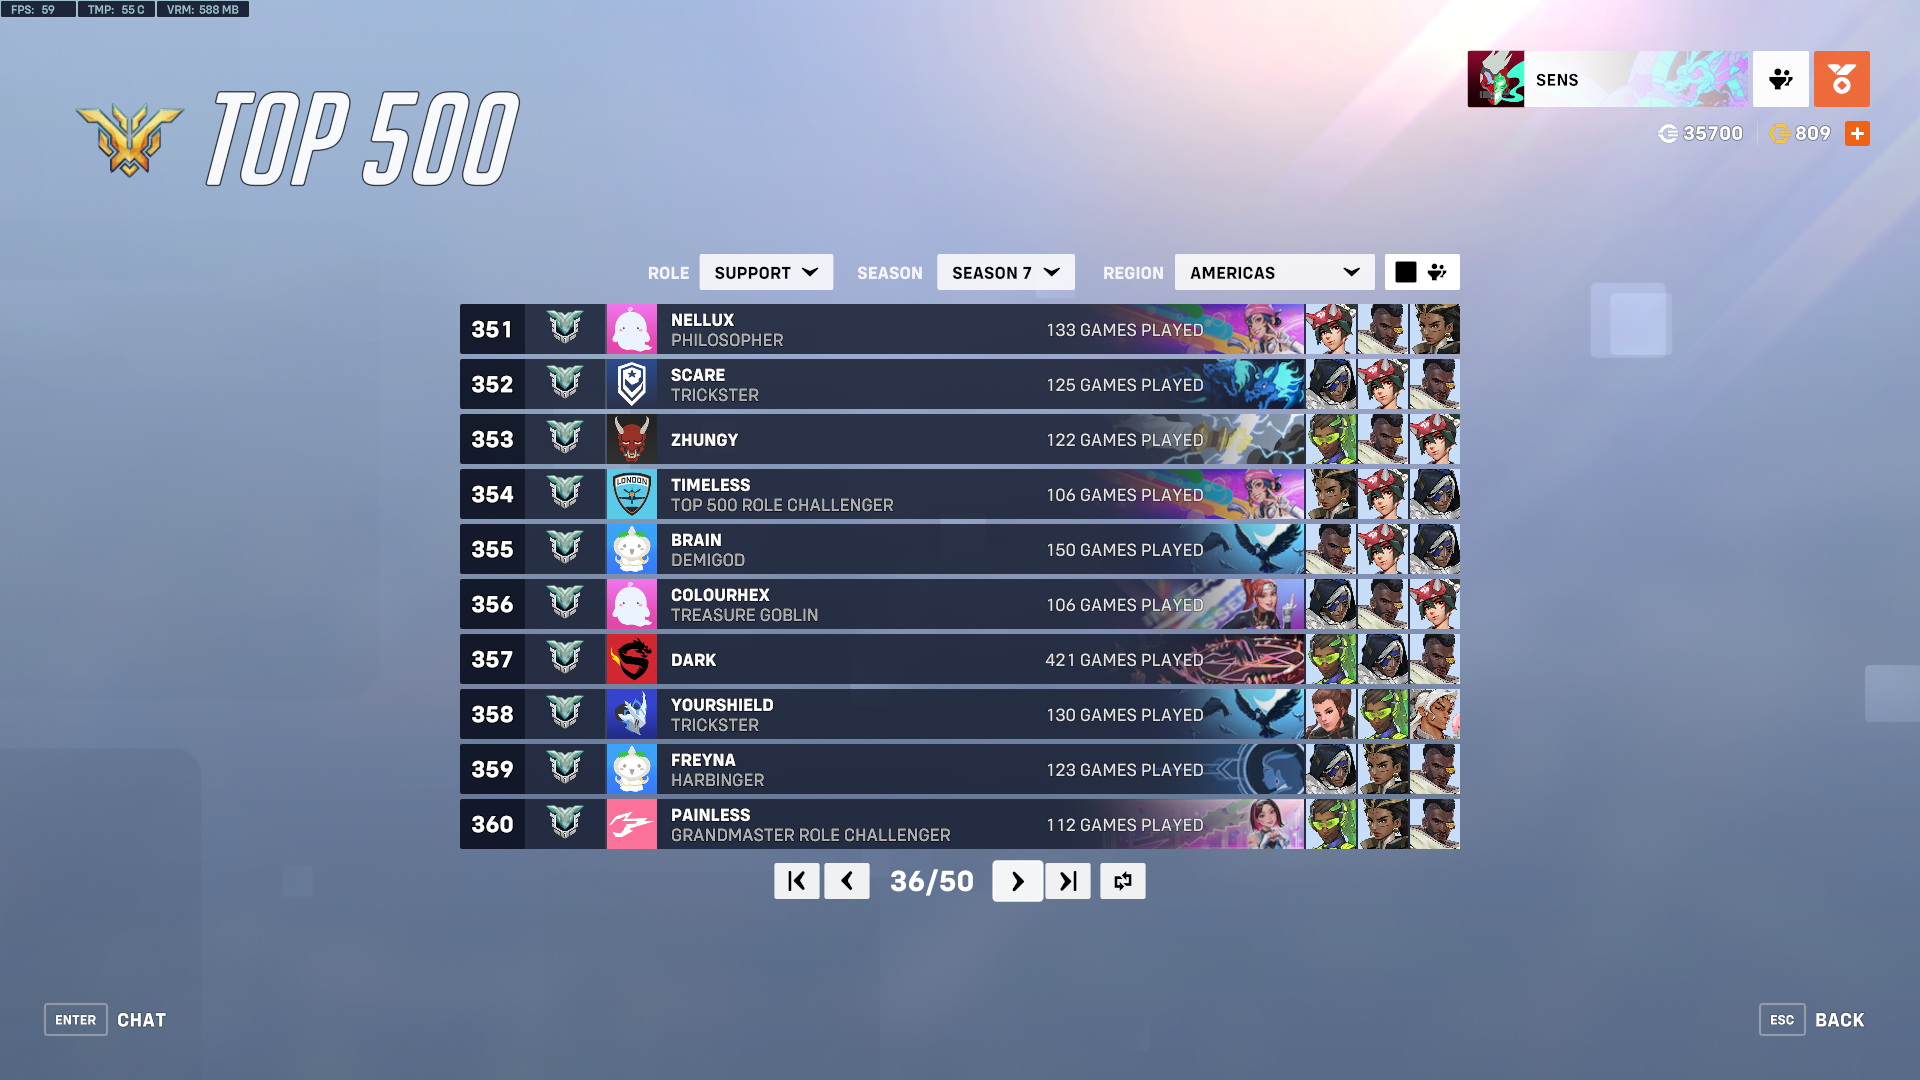 FPS: 59 TMP: 55 C VRM: 588 MB
TOP 500
SENS
35700 809
ROLE SUPPORT SEASON SEASON 7 REGION AMERICAS
351 NELLUX
PHILOSOPHER
133 GAMES PLAYED
352 SCARE
TRICKSTER
125 GAMES PLAYED
353 ZHUNGY
122 GAMES PLAYED
354 LONDON TIMELESS
TOP 500 ROLE CHALLENGER
106 GAMES PLAYED
355 BRAIN
DEMIGOD
150 GAMES PLAYED
356 COLOURHEX
TREASURE GOBLIN
106 GAMES PLAYED
357 DARK
421 GAMES PLAYED
358 YOURSHIELD
TRICKSTER
130 GAMES PLAYED
359 FREYNA
HARBINGER
123 GAMES PLAYED
360 PAINLESS
GRANDMASTER ROLE CHALLENGER
112 GAMES PLAYED
36/50
ENTER CHAT
ESC BACK